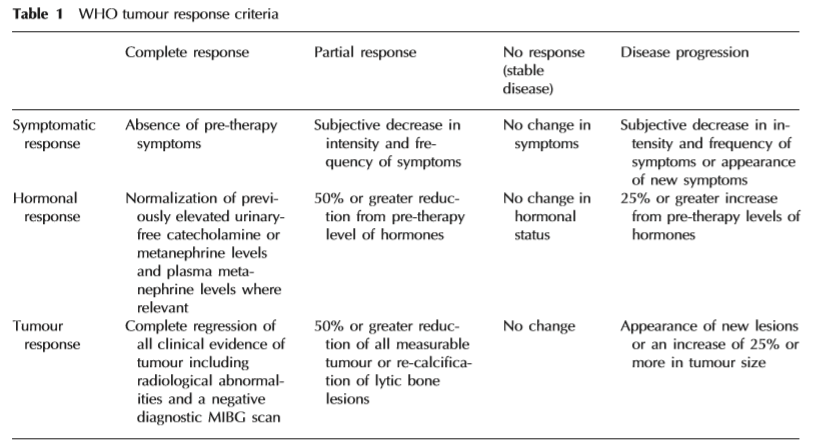 Table 1 WHO tumour response criteria
Complete response
Partial response
No response
(stable
disease)
Disease progression
Symptomatic
response
Absence of pre-therapy
symptoms
Subjective decrease in
intensity and fre-
quency of symptoms
No change in
symptoms
Subjective decrease in in-
tensity and frequency of
symptoms or appearance
of new symptoms
Hormonal
response
Normalization of previ-
ously elevated urinary-
free catecholamine or
metanephrine levels
and plasma meta-
nephrine levels where
relevant
50% or greater reduc-
tion from pre-therapy
level of hormones
No change in
hormonal
status
25% or greater increase
from pre-therapy levels of
hormones
Tumour
response
Complete regression of
all clinical evidence of
tumour including
radiological abnormal-
ities and a negative
diagnostic MIBG scan
50% or greater reduc-
tion of all measurable
tumour or re-calcifica-
tion of lytic bone
lesions
No change
Appearance of new lesions
or an increase of 25% or
more in tumour size